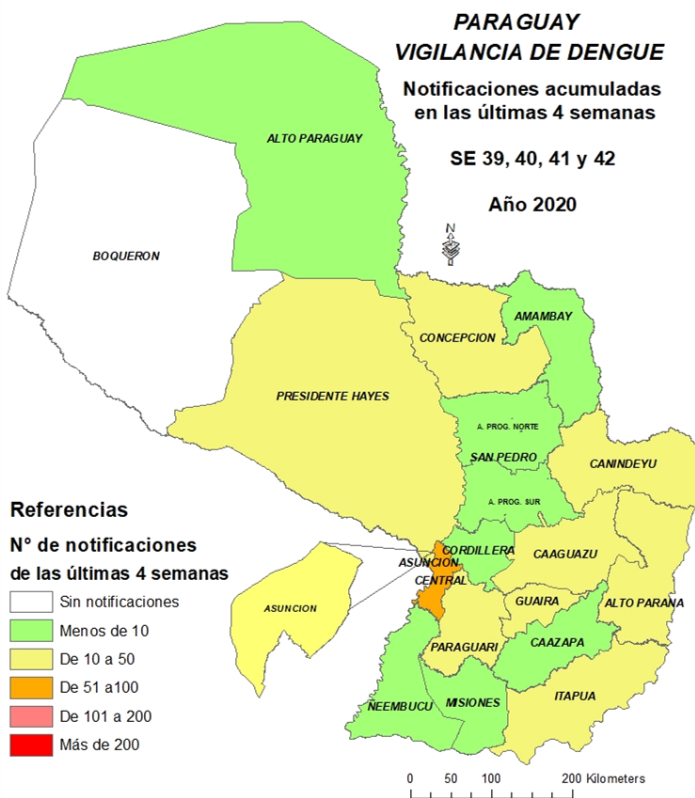 PARAGUAY
VIGILANCIA DE DENGUE
Notificaciones acumuladas
en las últimas 4 semanas
SE 39, 40, 41 y 42
Año 2020
N
ALTO PARAGUAY
BOQUERON
AMAMBAY
CONCEPCION
PRESIDENTE HAYES
A. PROG. NORTE
SAN PEDRO
CANINDEYU
A. PROG. SUR
CORDILLERA
CAAGUAZU
ASUNCION
CENTRAL
GUAIRA
ALTO PARANA
ASUNCION
PARAGUARI
CAAZAPA
ÑEEMBUCU
MISIONES
ITAPUA
Referencias
N° de notificaciones
de las últimas 4 semanas
Sin notificaciones
Menos de 10
De 10 a 50
De 51 a100
De 101 a 200
Más de 200
0 50 100 200 Kilometers